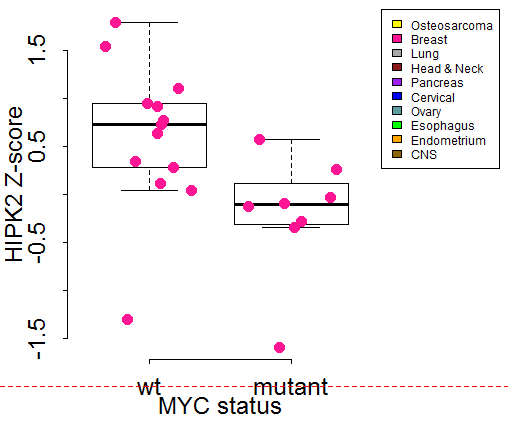 HIPK2 Z-score
1.5
0.5
-0.5
-1.5
wt
mutant
MYC status
Osteosarcoma
Breast
Lung
Head & Neck
Pancreas
Cervical
Ovary
Esophagus
Endometrium
CNS